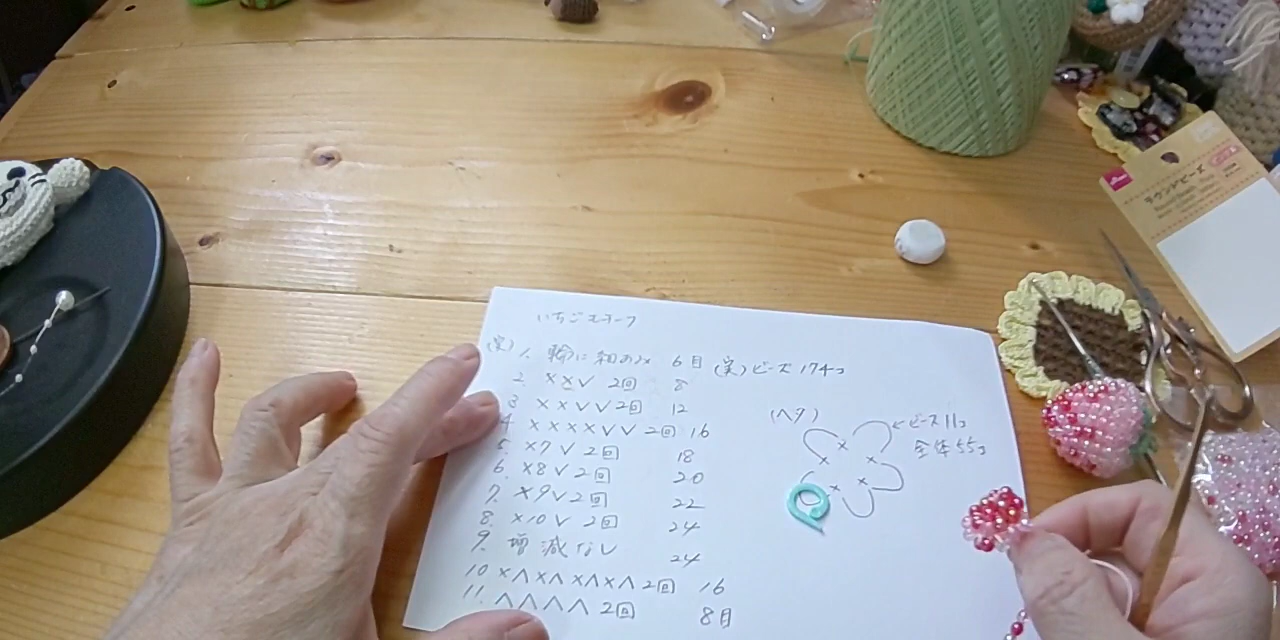 いちごモチーフ
(実) 1. 輪に細あみ 6目 (実)ビーズ174コ
2. ××∨ 2回 8
3 ××∨∨2回 12
4 ××××∨∨ 2回 16
5. ×7 ∨ 2回 18
6. ×8∨2回 20
7. ×9∨2回 22
8. ×10∨ 2回 24
9. 増減なし 24
10 ×∧×∧×∧×∧2回 16
11. ∧∧∧∧ 2回 8目
(ヘタ)
←ビーズ11コ
全体55コ
ラウンドビーズ